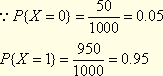 ∵ P{X = 0} = 50/1000 = 0.05
P{X = 1} = 950/1000 = 0.95